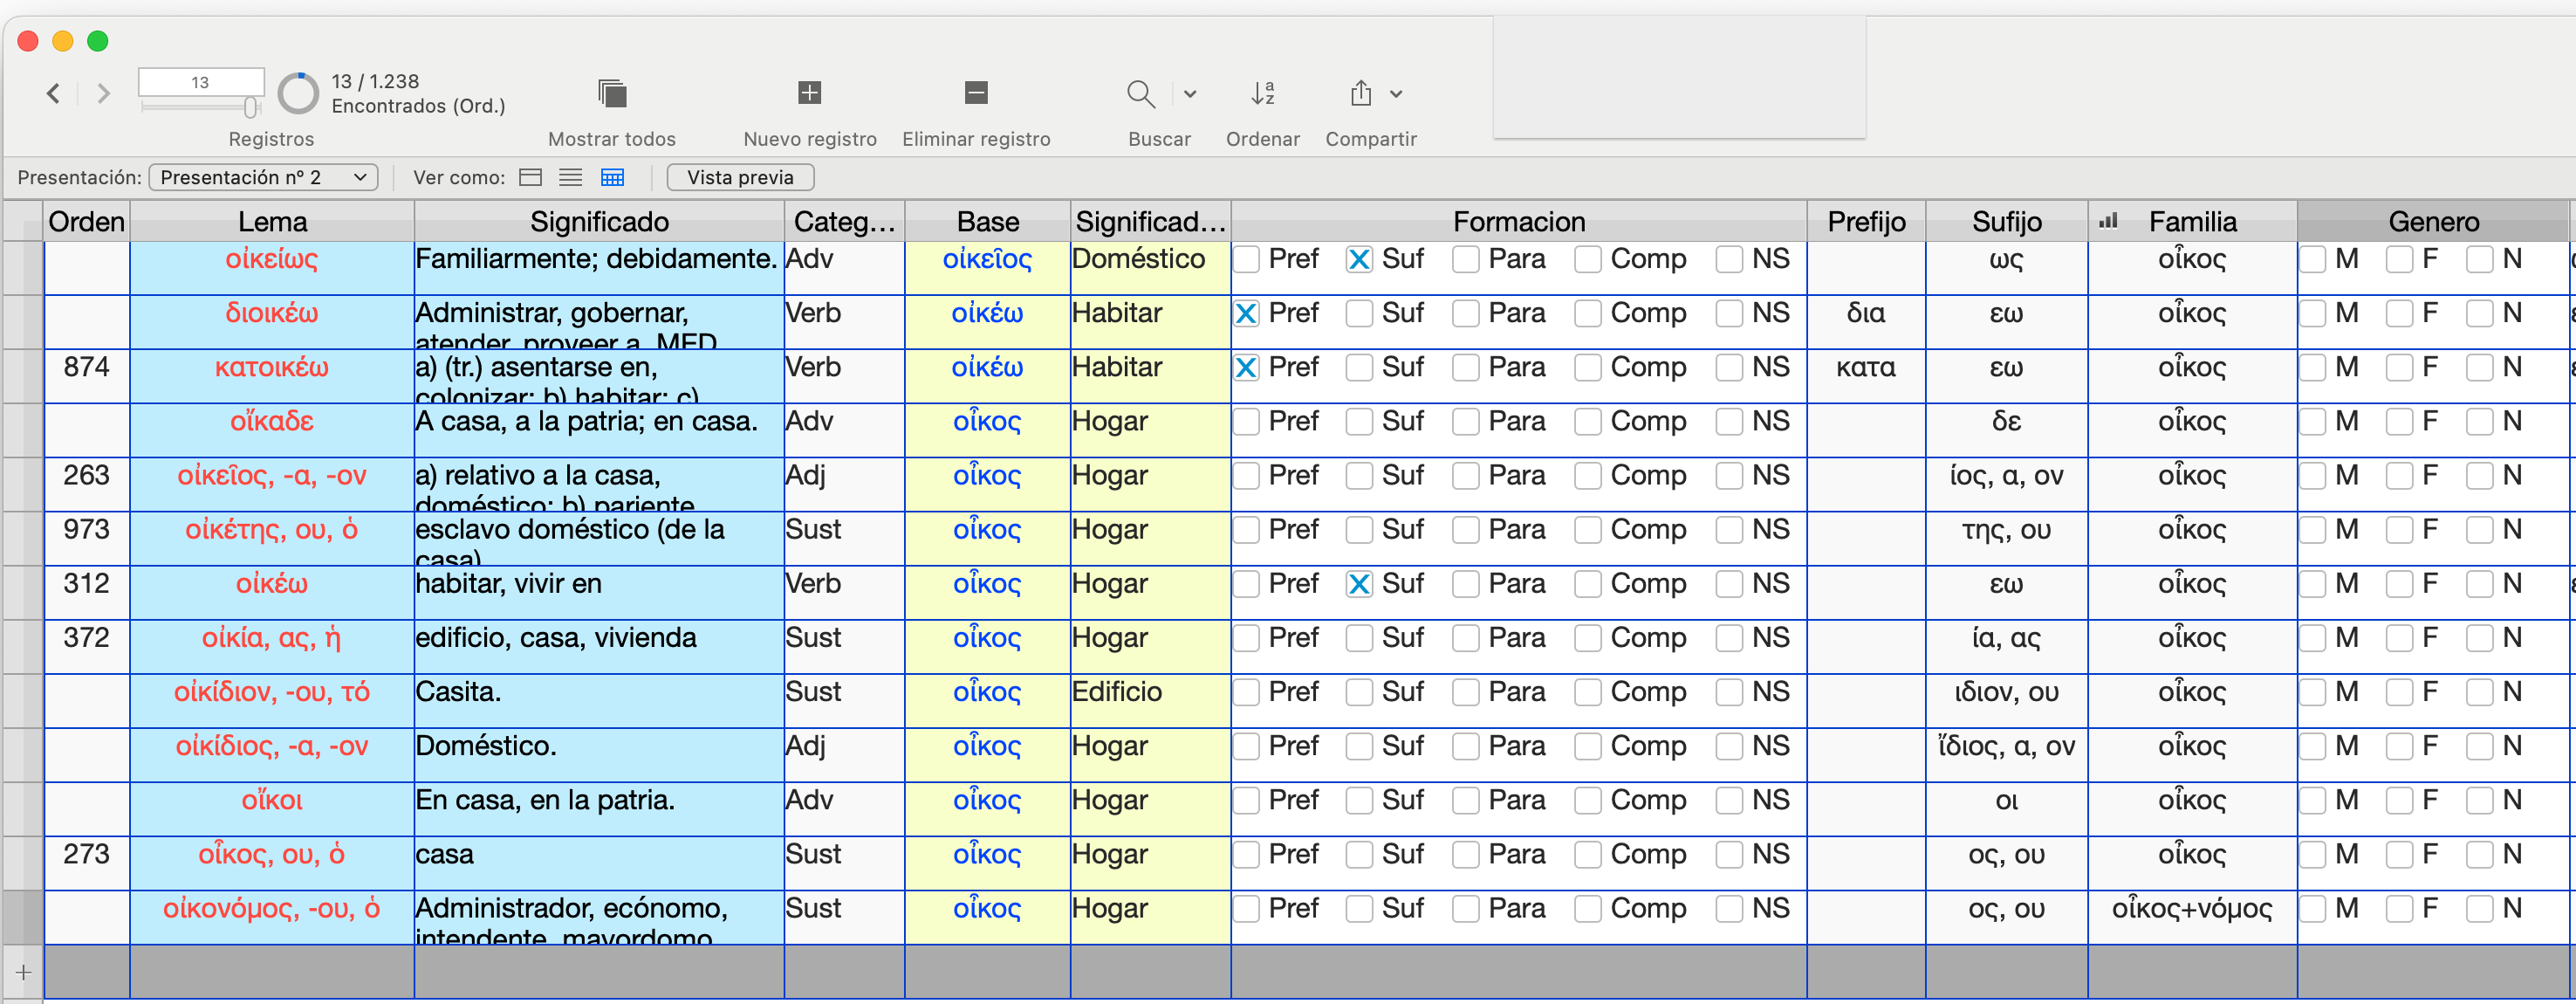 13
13 / 1.238
Encontrados (Ord.)
Registros
Mostrar todos
Nuevo registro
Eliminar registro
Buscar
Ordenar
Compartir
Presentación: Presentación nº 2 Ver como: Vista previa
Orden Lema Significado Categ... Base Significad... Formacion Prefijo Sufijo Familia Genero
οἰκείως Familiarmente; debidamente. Adv οἰκεῖος Doméstico Pref Suf Para Comp NS ως οἶκος M F N
διοικέω Administrar, gobernar, Verb οἰκέω Habitar Pref Suf Para Comp NS δια εω οἶκος M F N
atender, proveer a. MED
874 κατοικέω a) (tr.) asentarse en, Verb οἰκέω Habitar Pref Suf Para Comp NS κατα εω οἶκος M F N
colonizar; b) habitar; c)
οἴκαδε A casa, a la patria; en casa. Adv οἶκος Hogar Pref Suf Para Comp NS δε οἶκος M F N
263 οἰκεῖος, -α, -ον a) relativo a la casa, Adj οἶκος Hogar Pref Suf Para Comp NS ίος, α, ον οἶκος M F N
doméstico; b) pariente
973 οἰκέτης, ου, ὁ esclavo doméstico (de la Sust οἶκος Hogar Pref Suf Para Comp NS της, ου οἶκος M F N
casa)
312 οἰκέω habitar, vivir en Verb οἶκος Hogar Pref Suf Para Comp NS εω οἶκος M F N
372 οἰκία, ας, ἡ edificio, casa, vivienda Sust οἶκος Hogar Pref Suf Para Comp NS ία, ας οἶκος M F N
οἰκίδιον, -ου, τό Casita. Sust οἶκος Edificio Pref Suf Para Comp NS ιδιον, ου οἶκος M F N
οἰκίδιος, -α, -ον Doméstico. Adj οἶκος Hogar Pref Suf Para Comp NS ἴδιος, α, ον οἶκος M F N
οἴκοι En casa, en la patria. Adv οἶκος Hogar Pref Suf Para Comp NS οι οἶκος M F N
273 οἶκος, ου, ὁ casa Sust οἶκος Hogar Pref Suf Para Comp NS ος, ου οἶκος M F N
οἰκονόμος, -ου, ὁ Administrador, ecónomo, Sust οἶκος Hogar Pref Suf Para Comp NS ος, ου οἶκος+νόμος M F N
intendente, mayordomo